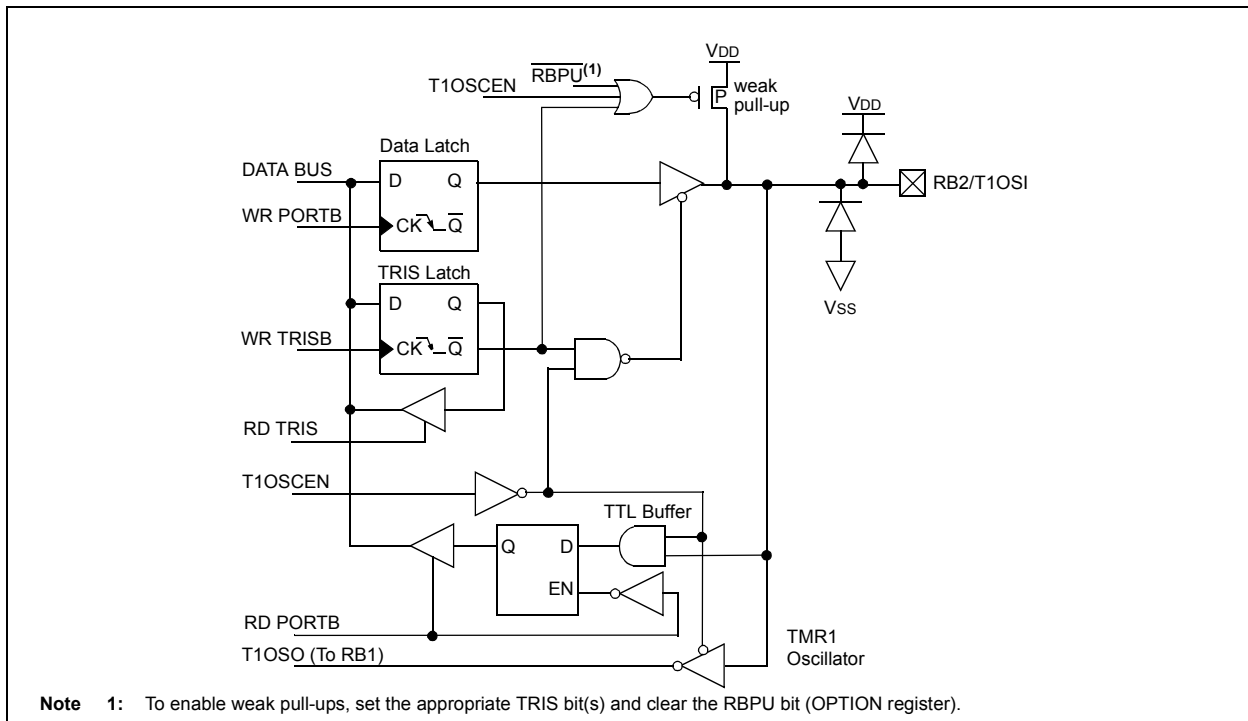 VDD
RBPU(1)
T1OSCEN
P
weak
pull-up
VDD
Data Latch
DATA BUS
D
Q
RB2/T1OSI
WR PORTB
CK
Q
TRIS Latch
VSS
D
Q
WR TRISB
CK
Q
RD TRIS
T1OSCEN
TTL Buffer
Q
D
EN
RD PORTB
TMR1
Oscillator
T1OSO (To RB1)
Note 1: To enable weak pull-ups, set the appropriate TRIS bit(s) and clear the RBPU bit (OPTION register).